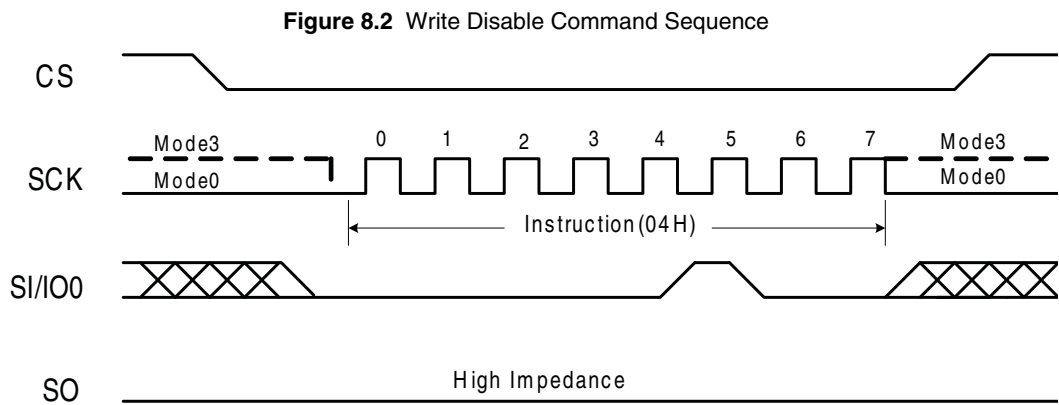 Figure 8.2 Write Disable Command Sequence
CS
0 1 2 3 4 5 6 7
Mode3 Mode3
SCK Mode0 Mode0
Instruction(04H)
SI/IO0
High Impedance
SO